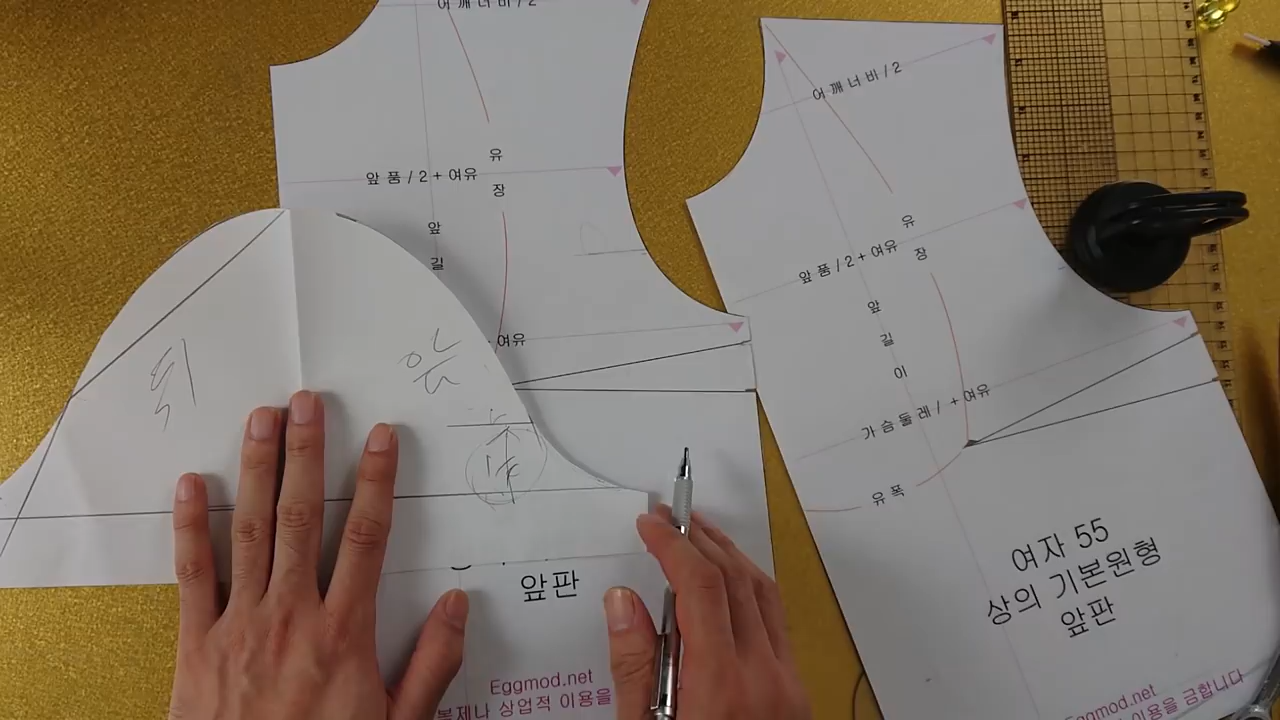 어깨너비/2
유
장
앞품/2+여유
앞
길
여유
뒤
앞판
Eggmod.net
복제나 상업적 이용을
어깨너비/2
유
장
앞품/2+여유
앞
길
이
가슴둘레/ +여유
유폭
여자 55
상의 기본원형
앞판
Eggmod.net
이용을 금합니다